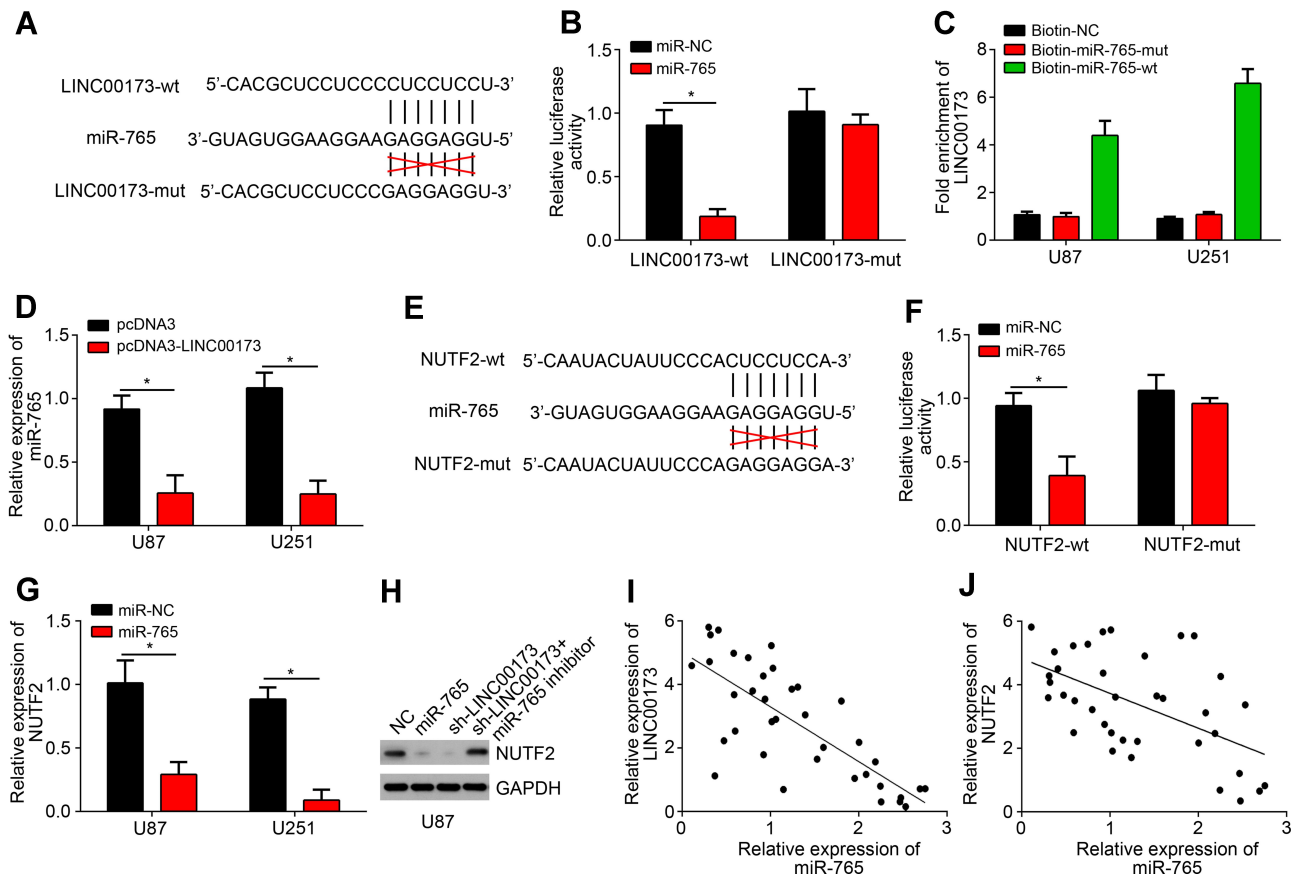 A
LINC00173-wt 5'-CACGCUCCUCCCCUCCUCCU-3'
miR-765 3'-GUAGUGGAAGGAAGAGGAGGU-5'
LINC00173-mut 5'-CACGCUCCUCCCGAGGAGGU-3'
B
miR-NC
miR-765
Relative luciferase
activity
1.5
1.0
0.5
0.0
*
LINC00173-wt LINC00173-mut
C
Biotin-NC
Biotin-miR-765-mut
Biotin-miR-765-wt
Fold enrichment of
LINC00173
8
6
4
2
0
U87 U251
D
pcDNA3
pcDNA3-LINC00173
Relative expression of
miR-765
1.5
1.0
0.5
0.0
* *
U87 U251
E
NUTF2-wt 5'-CAAUACUAUUCCCACUCCUCCA-3'
miR-765 3'-GUAGUGGAAGGAAGAGGAGGU-5'
NUTF2-mut 5'-CAAUACUAUUCCCAGAGGAGGA-3'
F
miR-NC
miR-765
Relative luciferase
activity
1.5
1.0
0.5
0.0
*
NUTF2-wt NUTF2-mut
G
miR-NC
miR-765
Relative expression of
NUTF2
1.5
1.0
0.5
0.0
* *
U87 U251
H
NC
miR-765
sh-LINC00173
sh-LINC00173+
miR-765 inhibitor
NUTF2
GAPDH
U87
I
Relative expression of
LINC00173
6
4
2
0
0 1 2 3
Relative expression of
miR-765
J
Relative expression of
NUTF2
6
4
2
0
0 1 2 3
Relative expression of
miR-765